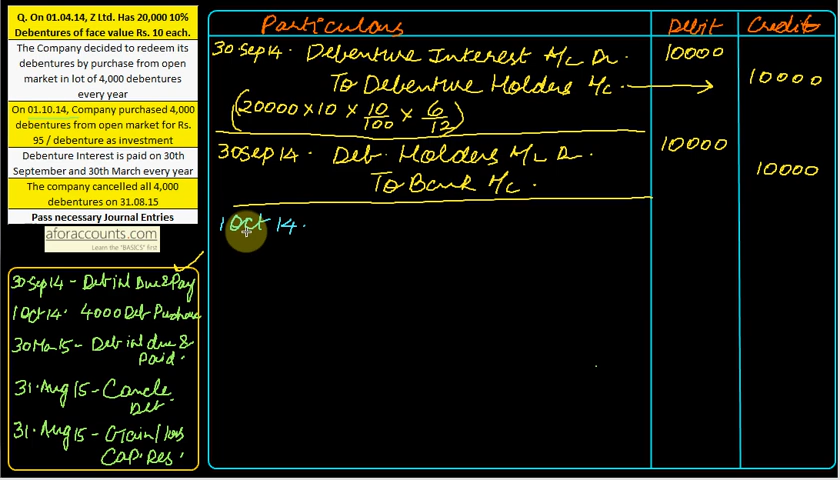 Q. On 01.04.14, Z Ltd. Has 20,000 10%
Debentures of face value Rs. 10 each.
The Company decided to redeem its
debentures by purchase from open
market in lot of 4,000 debentures
every year
On 01.10.14, Company purchased 4,000
debentures from open market for Rs.
95 / debenture as investment
Debenture Interest is paid on 30th
September and 30th March every year
The company cancelled all 4,000
debentures on 31.08.15
Pass necessary Journal Entries
aforaccounts.com
Learn the "BASICS" first
30 Sep 14 - Deb int Due & Pay
1 Oct 14. 4000 Deb Purchase
30 Mar 15 - Deb int due &
Paid.
31. Aug 15 - Cancle
Deb.
31. Aug 15 - Gain/loss
Cap. Res.
Particulars Debit Credit
30 Sep 14. Debenture Interest A/c Dr. 10000
To Debenture Holders A/c. 10000
(20000 × 10 × 10/100 × 6/12)
30 Sep 14. Deb. Holders A/c Dr. 10000
To Bank A/c. 10000
1 Oct 14.